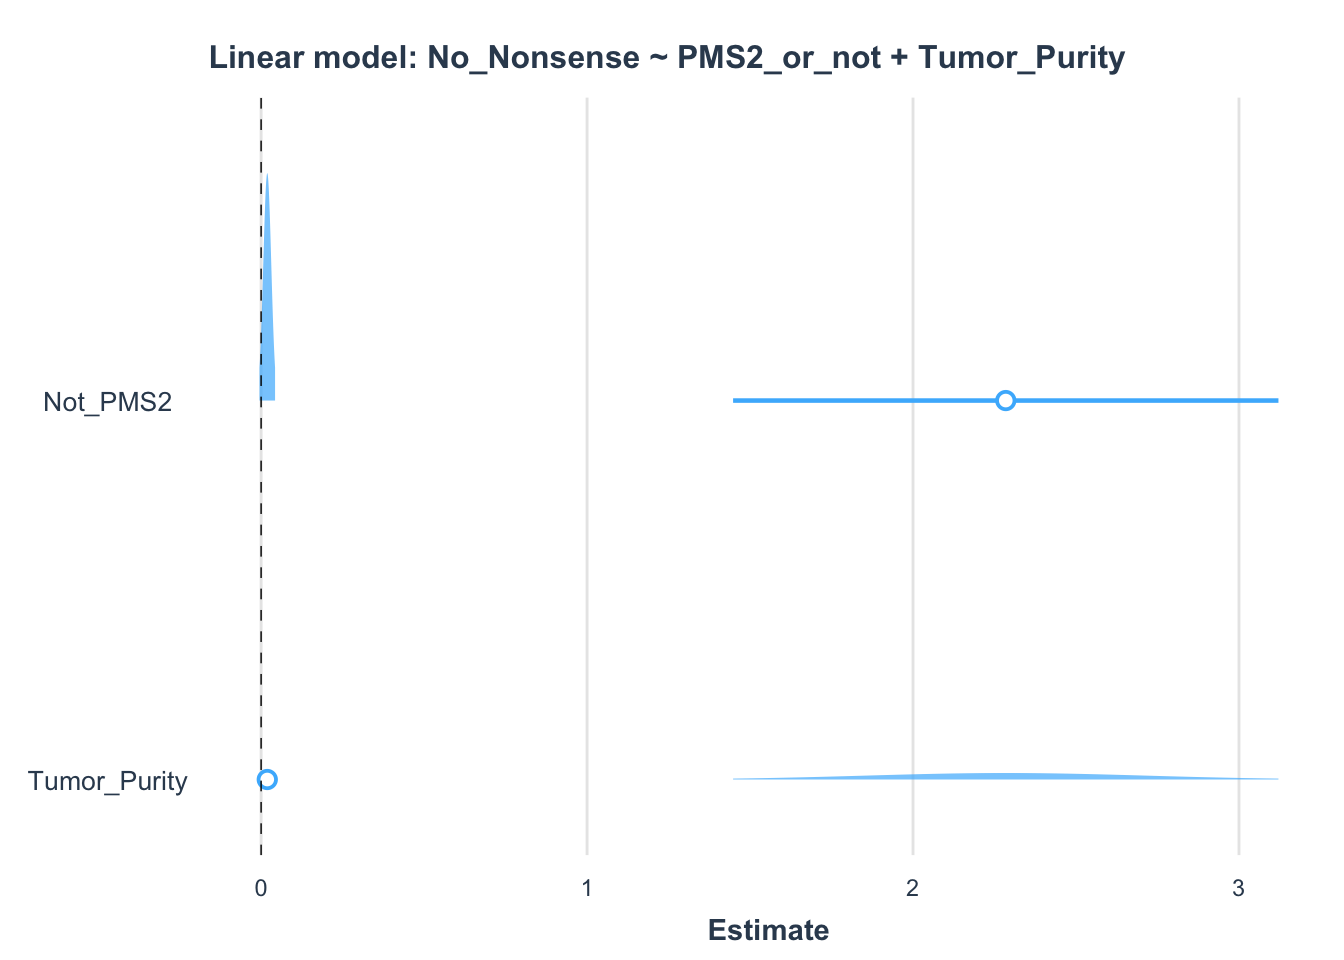 Linear model: No_Nonsense ~ PMS2_or_not + Tumor_Purity
Not_PMS2
Tumor_Purity
0 1 2 3
Estimate